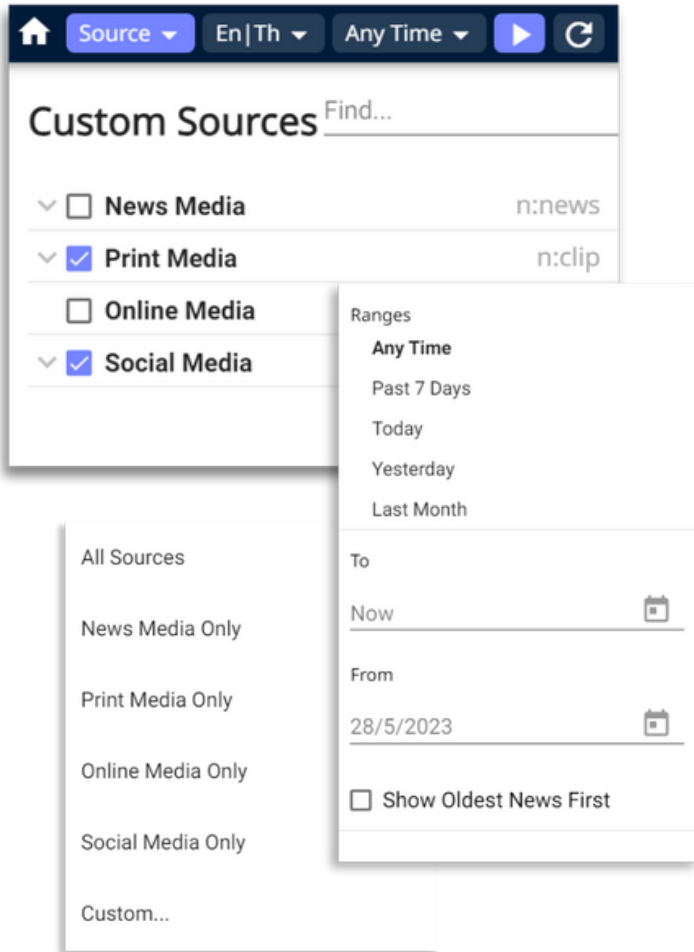 Source En|Th Any Time
Custom Sources Find...
News Media n:news
Print Media n:clip
Online Media
Social Media
Ranges
Any Time
Past 7 Days
Today
Yesterday
Last Month
To
Now
From
28/5/2023
Show Oldest News First
All Sources
News Media Only
Print Media Only
Online Media Only
Social Media Only
Custom...